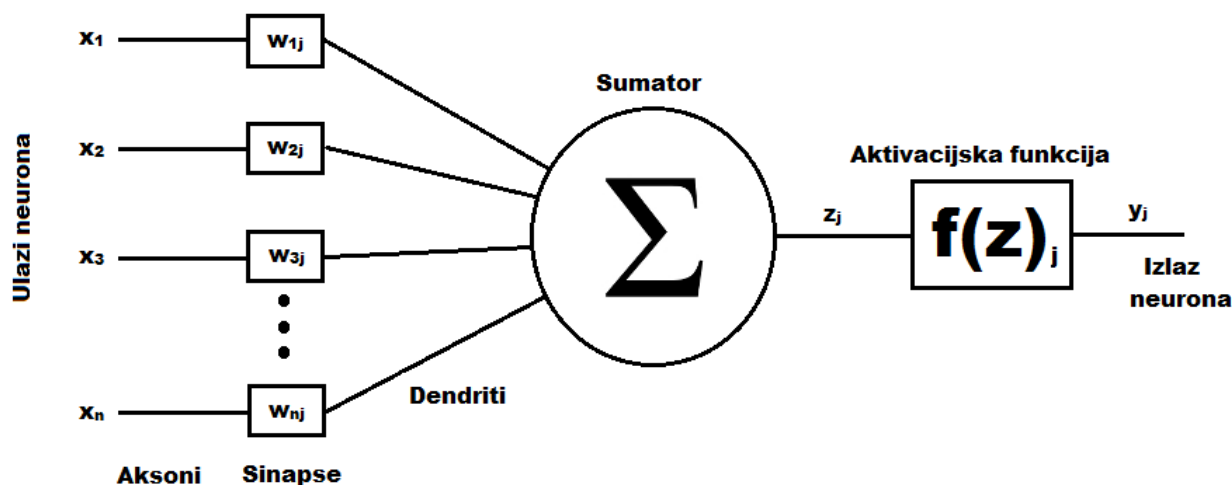 Ulazi neurona
x₁
w₁ⱼ
x₂
w₂ⱼ
x₃
w₃ⱼ
xₙ
wₙⱼ
Aksoni
Sinapse
Dendriti
Sumator
Σ
zⱼ
Aktivacijska funkcija
f(z)ⱼ
yⱼ
Izlaz
neurona